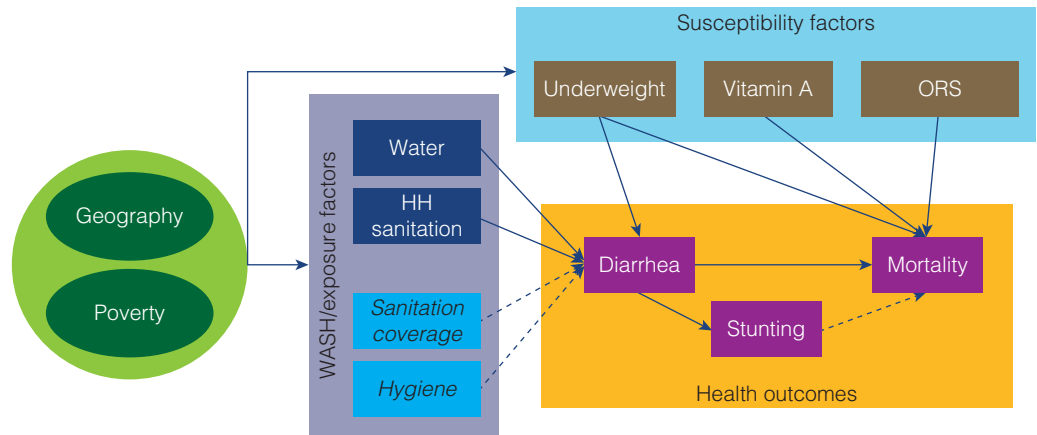 Susceptibility factors
Underweight
Vitamin A
ORS
WASH/exposure factors
Water
HH
sanitation
Sanitation
coverage
Hygiene
Geography
Poverty
Diarrhea
Mortality
Stunting
Health outcomes